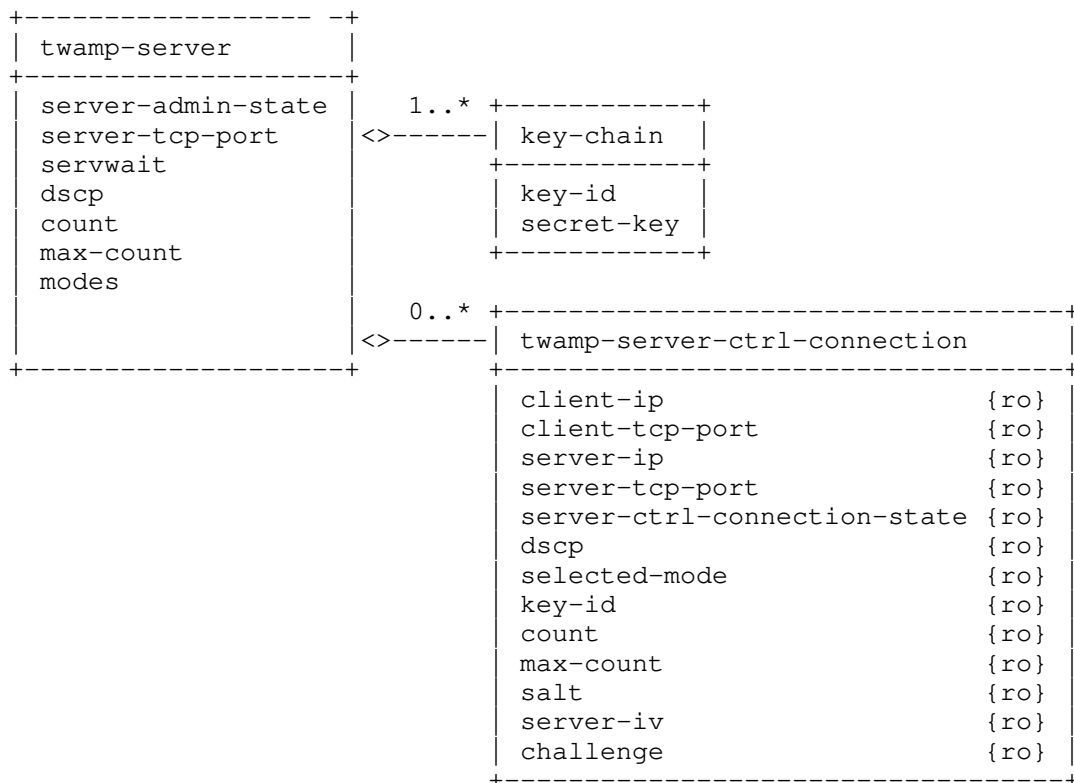 +------------------ -+
| twamp-server       |
+--------------------+
| server-admin-state |   1..* +------------+
| server-tcp-port    |<>------| key-chain  |
| servwait           |        +------------+
| dscp               |        | key-id     |
| count              |        | secret-key |
| max-count          |        +------------+
| modes              |
|                    |   0..* +-----------------------------------+
|                    |<>------| twamp-server-ctrl-connection      |
+--------------------+        +-----------------------------------+
                              | client-ip                    {ro} |
                              | client-tcp-port              {ro} |
                              | server-ip                    {ro} |
                              | server-tcp-port              {ro} |
                              | server-ctrl-connection-state {ro} |
                              | dscp                         {ro} |
                              | selected-mode                {ro} |
                              | key-id                       {ro} |
                              | count                        {ro} |
                              | max-count                    {ro} |
                              | salt                         {ro} |
                              | server-iv                    {ro} |
                              | challenge                    {ro} |
                              +-----------------------------------+